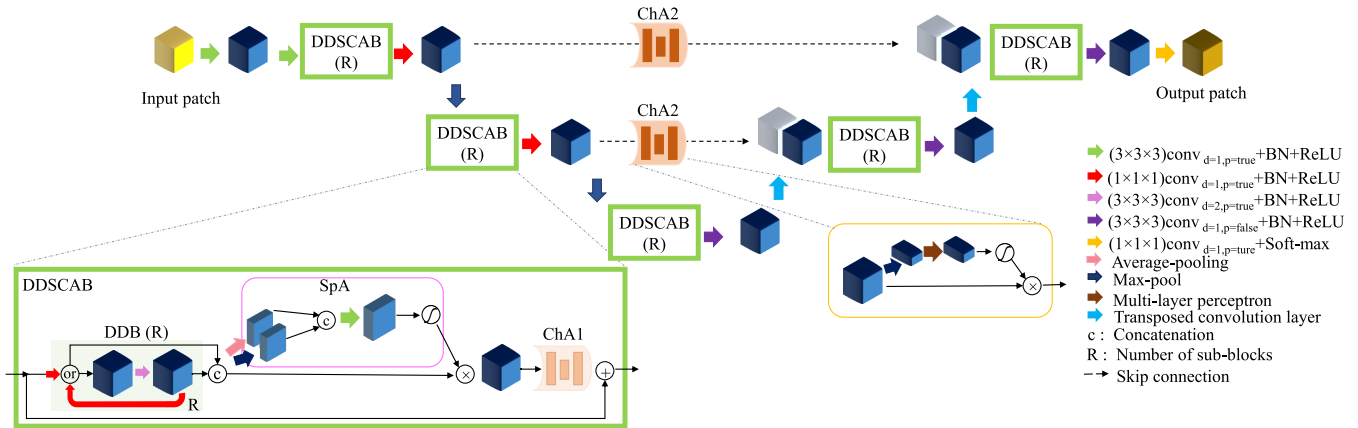 ChA2
DDSCAB
(R)
DDSCAB
(R)
Input patch
Output patch
ChA2
DDSCAB
(R)
DDSCAB
(R)
DDSCAB
(R)
(3×3×3)conv d=1,p=true+BN+ReLU
(1×1×1)conv d=1,p=true+BN+ReLU
(3×3×3)conv d=2,p=true+BN+ReLU
(3×3×3)conv d=1,p=false+BN+ReLU
(1×1×1)conv d=1,p=ture+Soft-max
Average-pooling
Max-pool
Multi-layer perceptron
Transposed convolution layer
c : Concatenation
R : Number of sub-blocks
Skip connection
DDSCAB
SpA
DDB (R)
c
ChA1
or
c
×
+
×
R